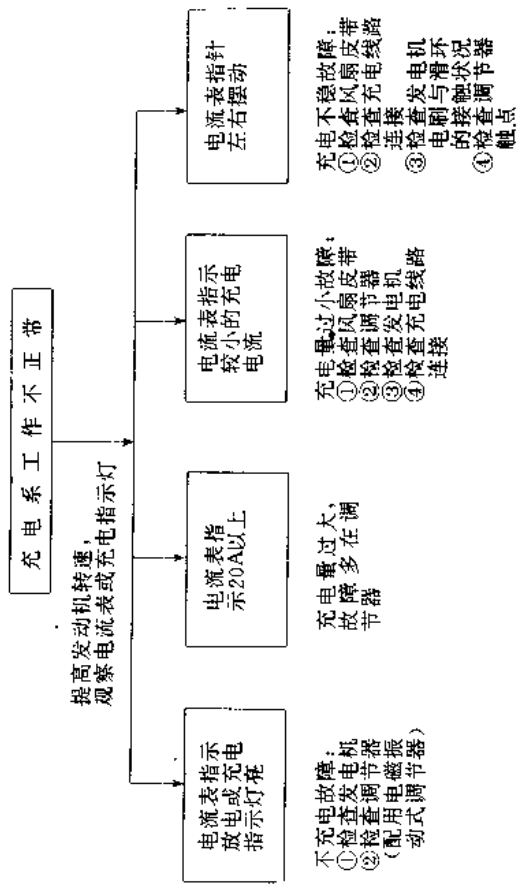 充电系工作不正常
提高发动机转速,
观察电流表或充电指示灯
电流表指示
放电或充电
指示灯亮
电流表指
示20A以上
电流表指示
较小的充电
电流
电流表指针
左右摆动
不充电故障:
①检查发电机
②检查调节器
(配用电磁振
动式调节器)
充电量过大,
故障多在调
节器
充电量过小故障:
①检查风扇皮带
②检查调节器
③检查发电机
④检查充电线路
连接
充电不稳故障:
①检查风扇皮带
②检查充电线路
连接
③检查发电机
电刷与滑环
的接触状况
④检查调节器
触点